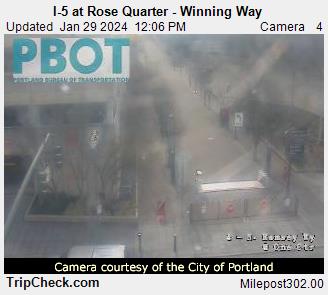 I-5 at Rose Quarter - Winning Way
Updated Jan 29 2024 12:06 PM Camera 4
PBOT
PORTLAND BUREAU OF TRANSPORTATION
Camera courtesy of the City of Portland
TripCheck.com Milepost302.00